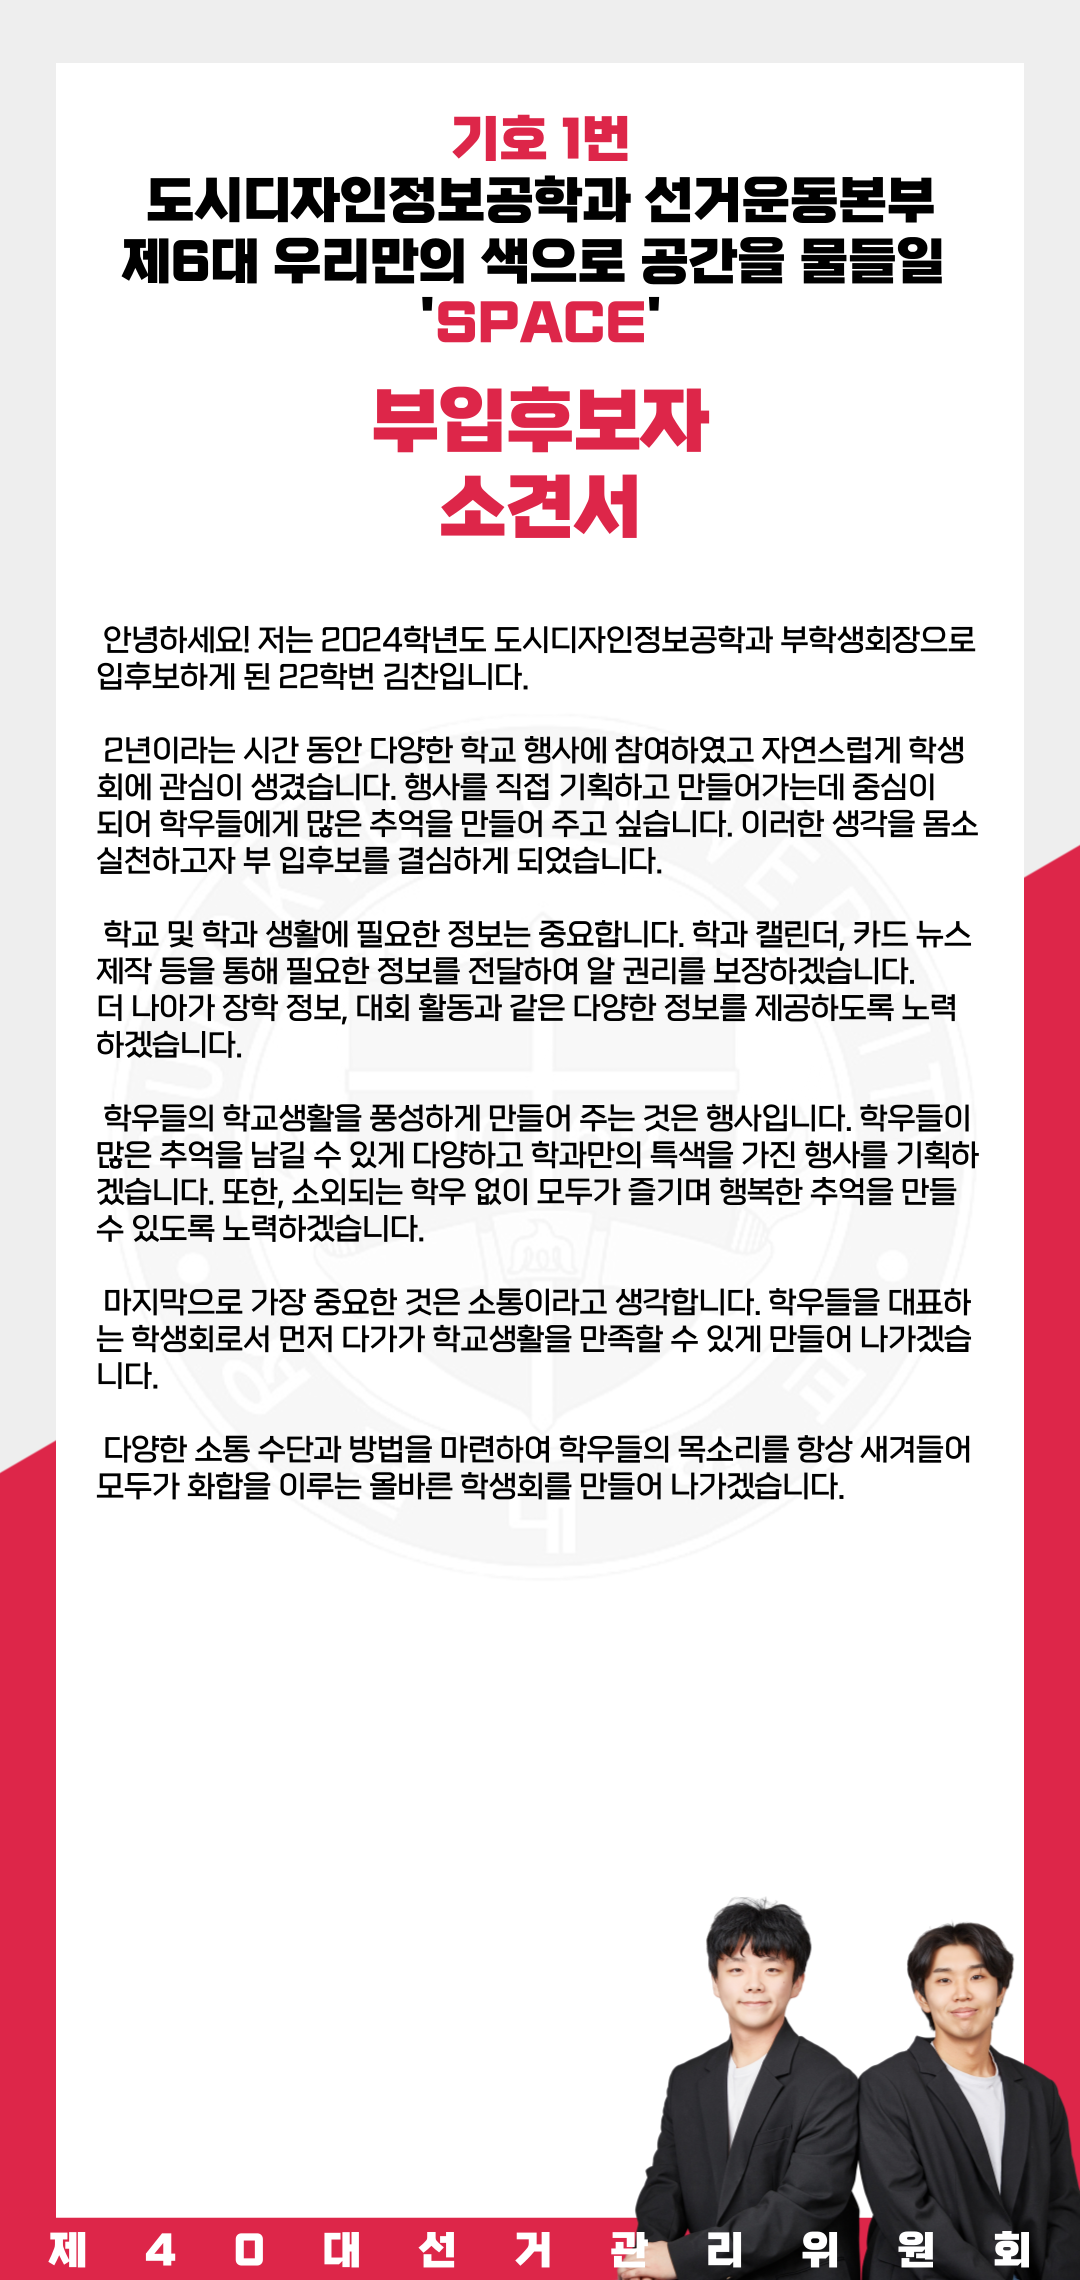 기호 1번
도시디자인정보공학과 선거운동본부
제6대 우리만의 색으로 공간을 물들일
'SPACE'
부입후보자
소견서
안녕하세요! 저는 2024학년도 도시디자인정보공학과 부학생회장으로
입후보하게 된 22학번 김찬입니다.
2년이라는 시간 동안 다양한 학교 행사에 참여하였고 자연스럽게 학생
회에 관심이 생겼습니다. 행사를 직접 기획하고 만들어가는데 중심이
되어 학우들에게 많은 추억을 만들어 주고 싶습니다. 이러한 생각을 몸소
실천하고자 부 입후보를 결심하게 되었습니다.
학교 및 학과 생활에 필요한 정보는 중요합니다. 학과 캘린더, 카드 뉴스
제작 등을 통해 필요한 정보를 전달하여 알 권리를 보장하겠습니다.
더 나아가 장학 정보, 대회 활동과 같은 다양한 정보를 제공하도록 노력
하겠습니다.
학우들의 학교생활을 풍성하게 만들어 주는 것은 행사입니다. 학우들이
많은 추억을 남길 수 있게 다양하고 학과만의 특색을 가진 행사를 기획하
겠습니다. 또한, 소외되는 학우 없이 모두가 즐기며 행복한 추억을 만들
수 있도록 노력하겠습니다.
마지막으로 가장 중요한 것은 소통이라고 생각합니다. 학우들을 대표하
는 학생회로서 먼저 다가가 학교생활을 만족할 수 있게 만들어 나가겠습
니다.
다양한 소통 수단과 방법을 마련하여 학우들의 목소리를 항상 새겨들어
모두가 화합을 이루는 올바른 학생회를 만들어 나가겠습니다.
제40대선거관리위원회